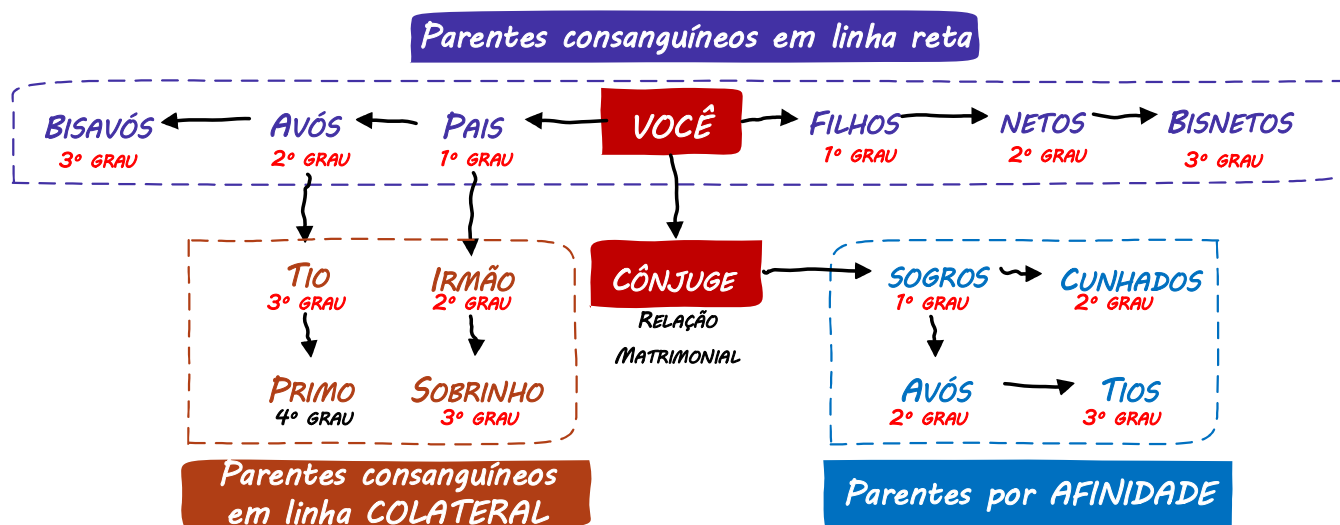 Parentes consanguíneos em linha reta
BISAVÓS
3º GRAU
AVÓS
2º GRAU
PAIS
1º GRAU
VOCÊ
FILHOS
1º GRAU
NETOS
2º GRAU
BISNETOS
3º GRAU
TIO
3º GRAU
IRMÃO
2º GRAU
PRIMO
4º GRAU
SOBRINHO
3º GRAU
CÔNJUGE
RELAÇÃO
MATRIMONIAL
SOGROS
1º GRAU
CUNHADOS
2º GRAU
AVÓS
2º GRAU
TIOS
3º GRAU
Parentes consanguíneos
em linha COLATERAL
Parentes por AFINIDADE